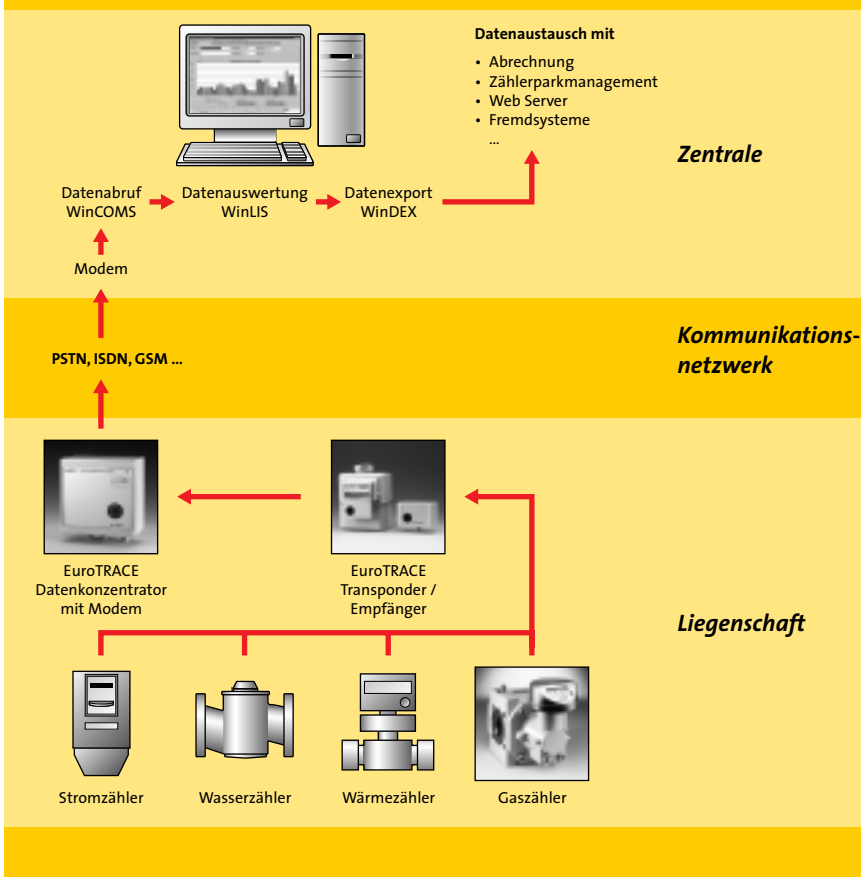 Datenaustausch mit
• Abrechnung
• Zählerparkmanagement
• Web Server
• Fremdsysteme
...
Zentrale
Datenabruf
WinCOMS
Datenauswertung
WinLIS
Datenexport
WinDEX
Modem
Kommunikations-
netzwerk
PSTN, ISDN, GSM ...
EuroTRACE
Datenkonzentrator
mit Modem
EuroTRACE
Transponder /
Empfänger
Liegenschaft
Stromzähler
Wasserzähler
Wärmezähler
Gaszähler